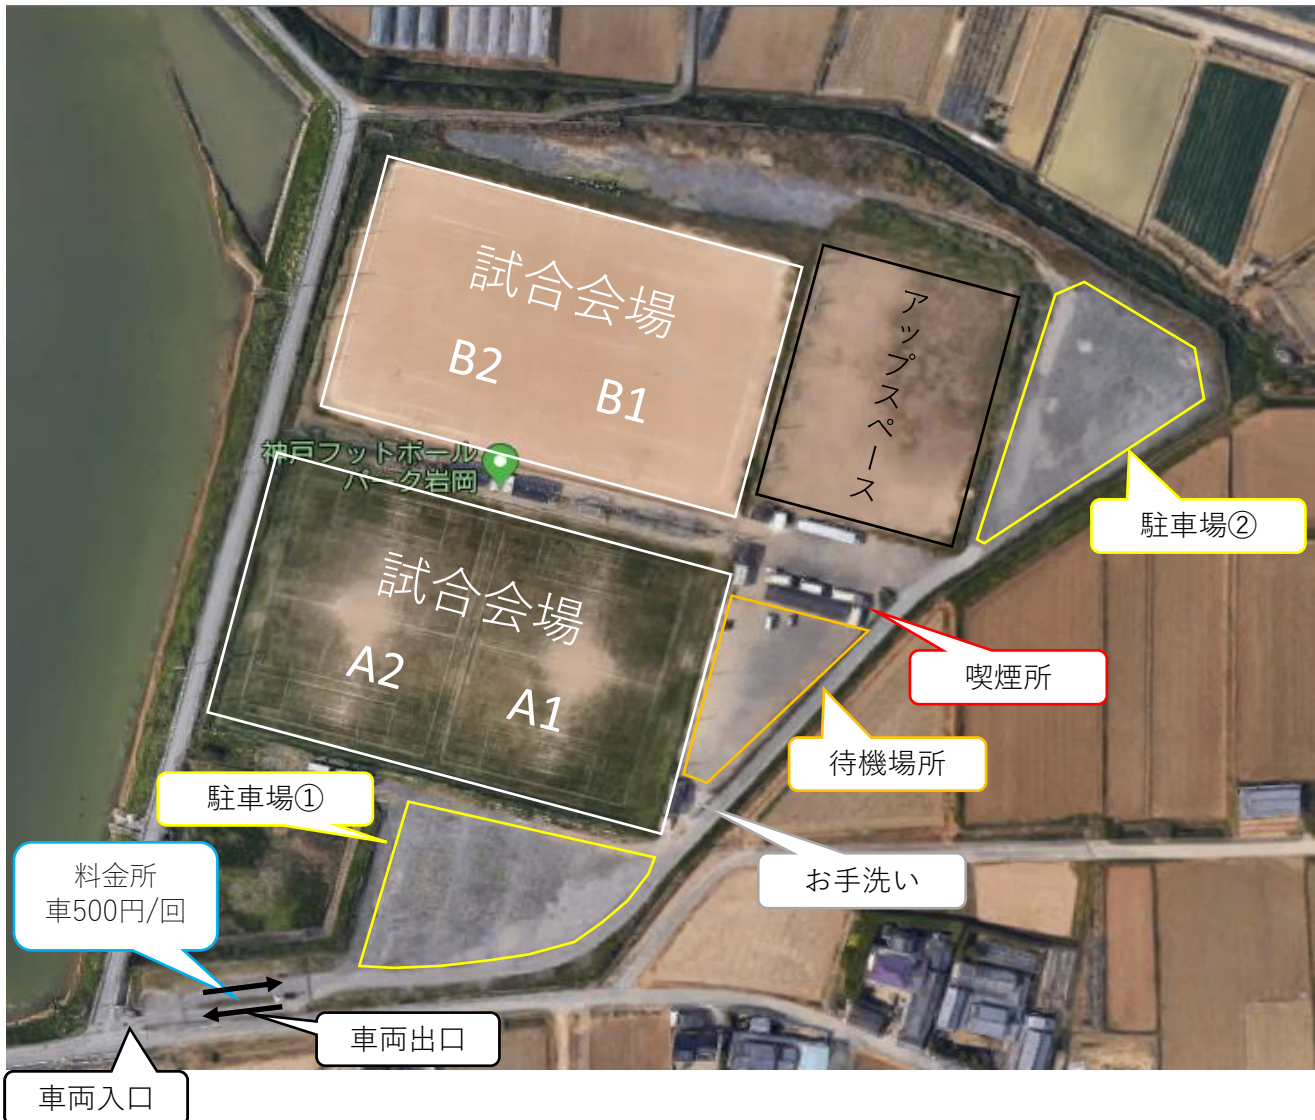 試合会場
B2
B1
アップスペース
神戸フットボール
パーク岩岡
駐車場②
試合会場
A2
A1
喫煙所
待機場所
駐車場①
お手洗い
料金所
車500円/回
車両出口
車両入口